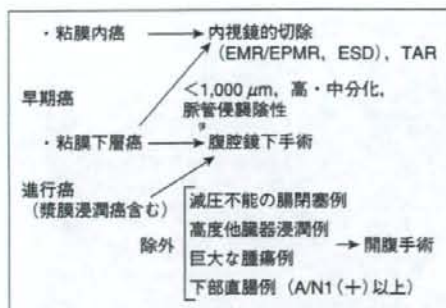 ・粘膜内癌
内視鏡的切除
(EMR/EPMR, ESD), TAR
早期癌
<1,000 μm, 高・中分化,
脈管侵襲陰性
・粘膜下層癌
腹腔鏡下手術
進行癌
(漿膜浸潤癌含む)
除外
減圧不能の腸閉塞例
高度他臓器浸潤例
巨大な腫瘍例
下部直腸例 (A/N1 (+) 以上)
開腹手術